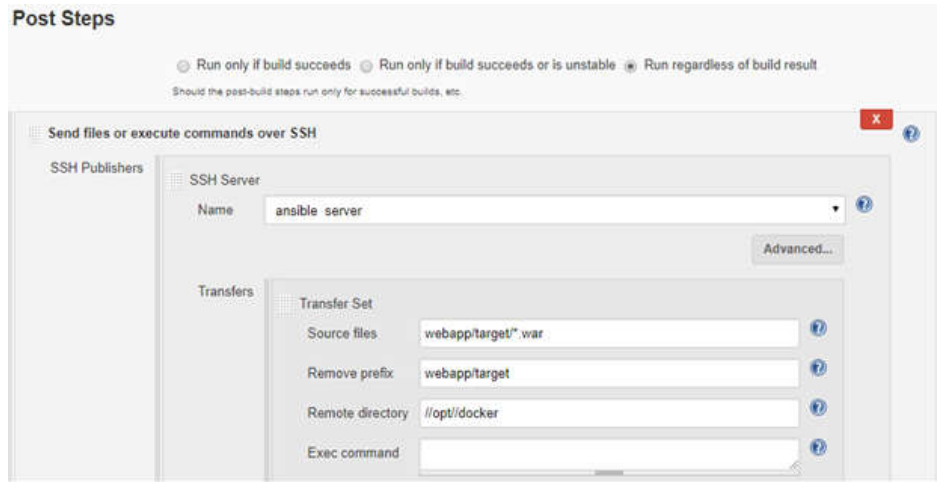 Post Steps
Run only if build succeeds Run only if build succeeds or is unstable Run regardless of build result
Should the post-build steps run only for successful builds, etc.
Send files or execute commands over SSH
X
SSH Publishers
SSH Server
Name ansible server
Advanced...
Transfers
Transfer Set
Source files webapp/target/*.war
Remove prefix webapp/target
Remote directory //opt//docker
Exec command